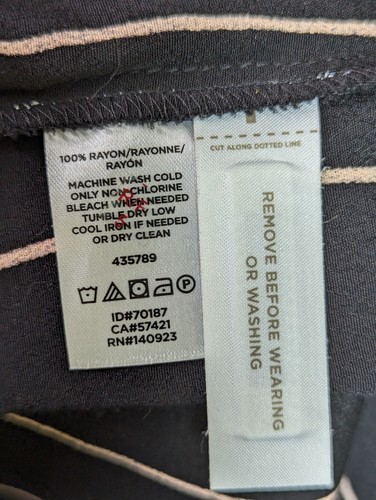 100% RAYON/RAYONNE/
RAYÓN
MACHINE WASH COLD
ONLY NON-CHLORINE
BLEACH WHEN NEEDED
TUMBLE DRY LOW
COOL IRON IF NEEDED
OR DRY CLEAN
435789
P
ID#70187
CA#57421
RN#140923
CUT ALONG DOTTED LINE
REMOVE BEFORE WEARING
OR WASHING